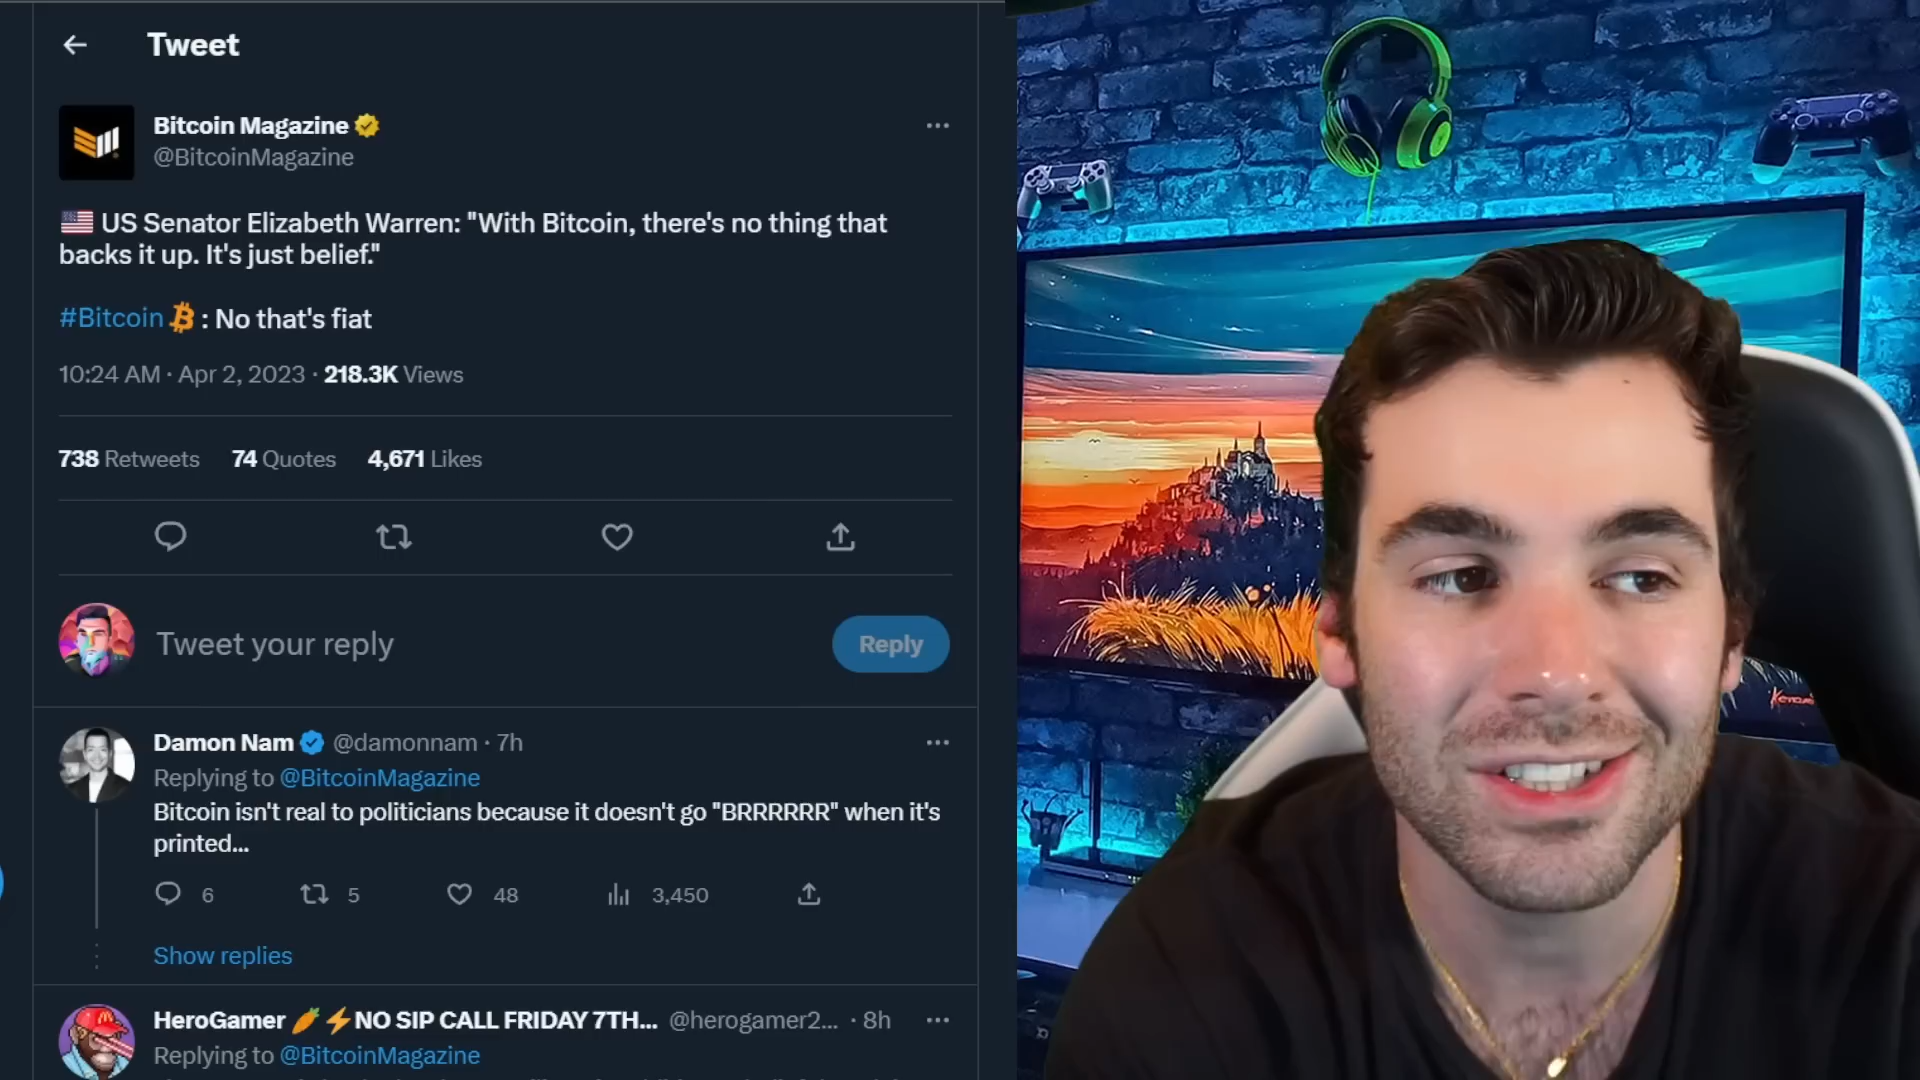 Tweet
Bitcoin Magazine
@BitcoinMagazine
🇺🇸 US Senator Elizabeth Warren: "With Bitcoin, there's no thing that
backs it up. It's just belief."
#Bitcoin : No that's fiat
10:24 AM · Apr 2, 2023 · 218.3K Views
738 Retweets 74 Quotes 4,671 Likes
Tweet your reply
Reply
Damon Nam @damonnam · 7h
Replying to @BitcoinMagazine
Bitcoin isn't real to politicians because it doesn't go "BRRRRRR" when it's
printed...
6 5 48 3,450
Show replies
HeroGamer 🥕⚡NO SIP CALL FRIDAY 7TH... @herogamer2... · 8h
Replying to @BitcoinMagazine